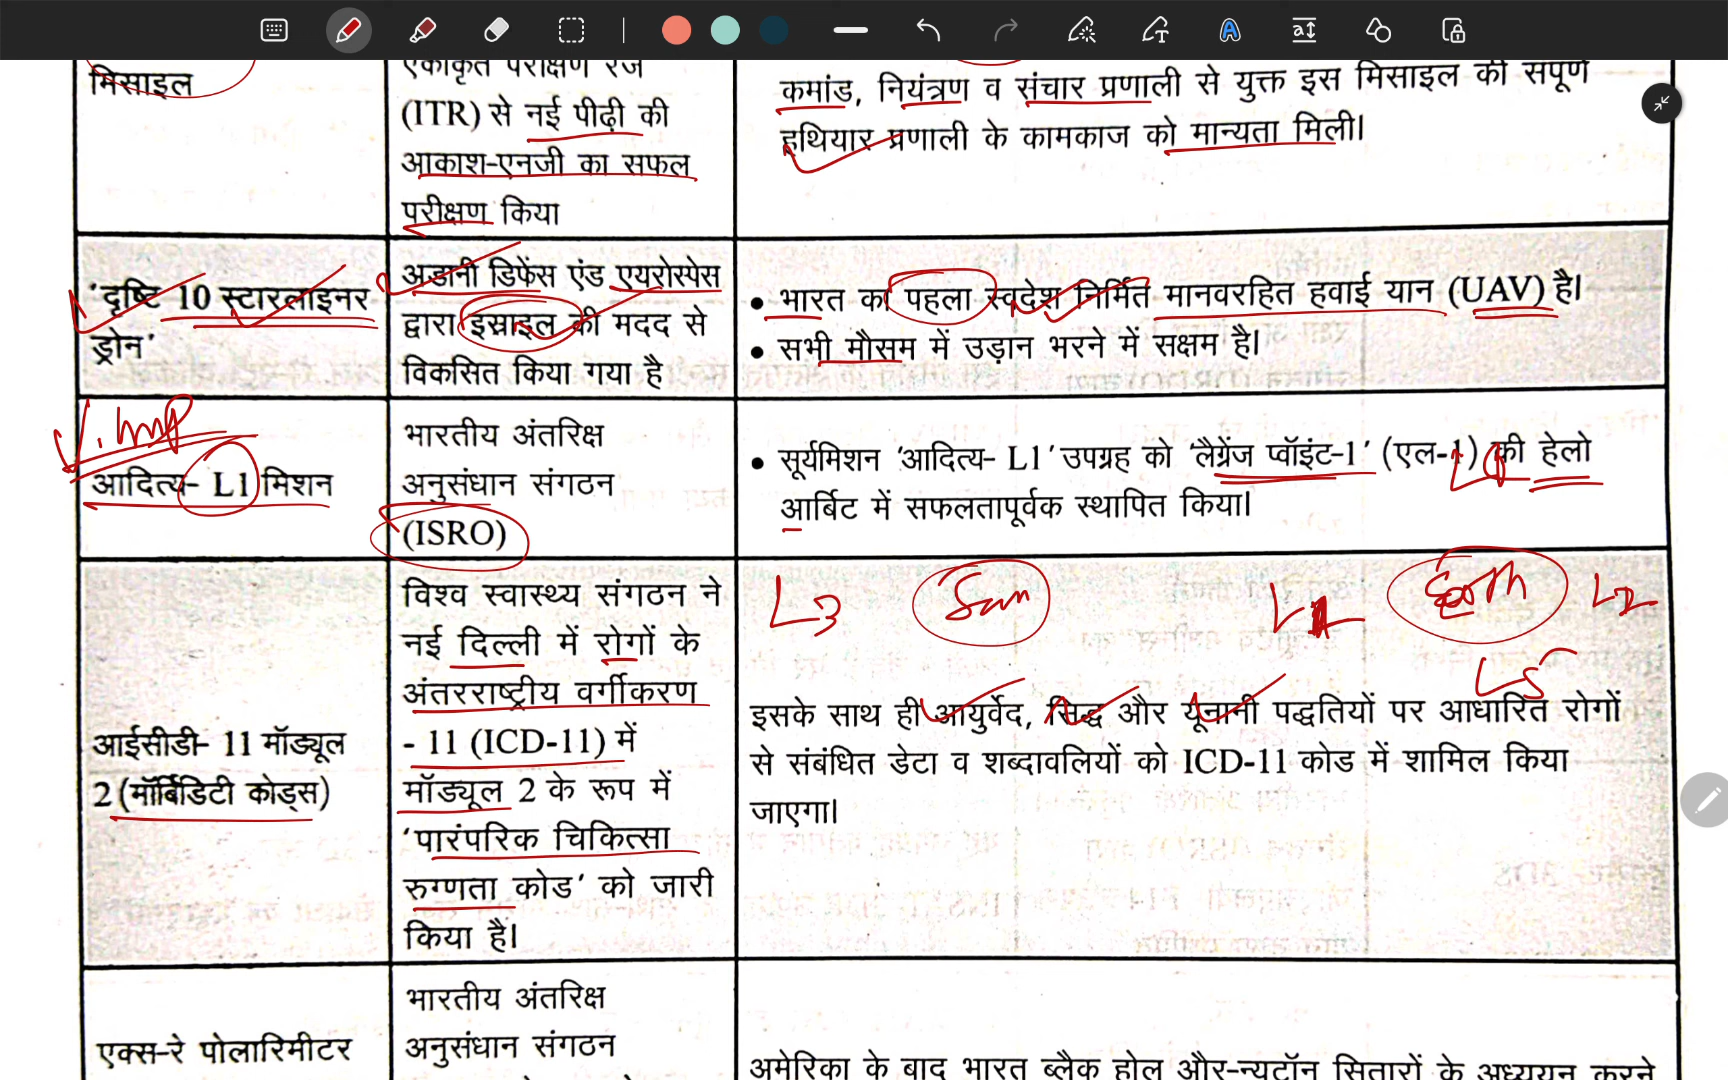 मिसाइल
एकीकृत परीक्षण रेंज
(ITR) से नई पीढ़ी की
आकाश-एनजी का सफल
परीक्षण किया
कमांड, नियंत्रण व संचार प्रणाली से युक्त इस मिसाइल की संपूर्ण
हथियार प्रणाली के कामकाज को मान्यता मिली।
'दृष्टि 10 स्टारलाइनर
ड्रोन'
अडानी डिफेंस एंड एयरोस्पेस
द्वारा इस्राइल की मदद से
विकसित किया गया है
• भारत का पहला स्वदेश निर्मित मानवरहित हवाई यान (UAV) है।
• सभी मौसम में उड़ान भरने में सक्षम है।
V. Imp
आदित्य- L1 मिशन
भारतीय अंतरिक्ष
अनुसंधान संगठन
(ISRO)
• सूर्यमिशन 'आदित्य- L1' उपग्रह को 'लैग्रेंज प्वॉइंट-1' (एल-1) की हेलो
आर्बिट में सफलतापूर्वक स्थापित किया।
L3 Sun L1 Earth L2
L5
आईसीडी- 11 मॉड्यूल
2 (मॉर्बिडिटी कोड्स)
विश्व स्वास्थ्य संगठन ने
नई दिल्ली में रोगों के
अंतरराष्ट्रीय वर्गीकरण
- 11 (ICD-11) में
मॉड्यूल 2 के रूप में
'पारंपरिक चिकित्सा
रुग्णता कोड' को जारी
किया है।
इसके साथ ही आयुर्वेद, सिद्ध और यूनानी पद्धतियों पर आधारित रोगों
से संबंधित डेटा व शब्दावलियों को ICD-11 कोड में शामिल किया
जाएगा।
एक्स-रे पोलारिमीटर
भारतीय अंतरिक्ष
अनुसंधान संगठन
अमेरिका के बाद भारत ब्लैक होल और-न्यूटॉन सितारों के अध्ययन करने